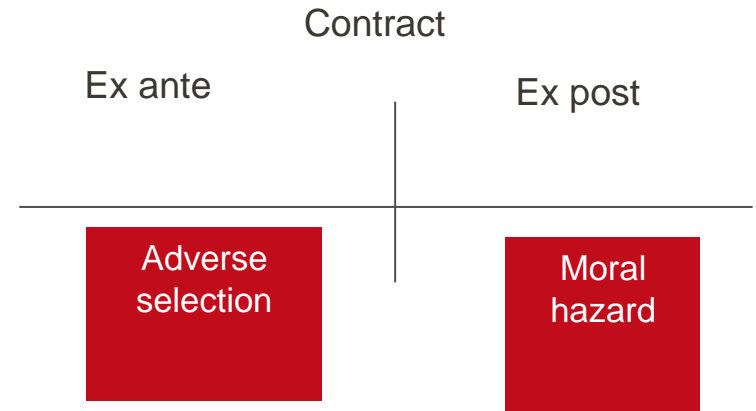 Contract
Ex ante
Ex post
Adverse
selection
Moral
hazard